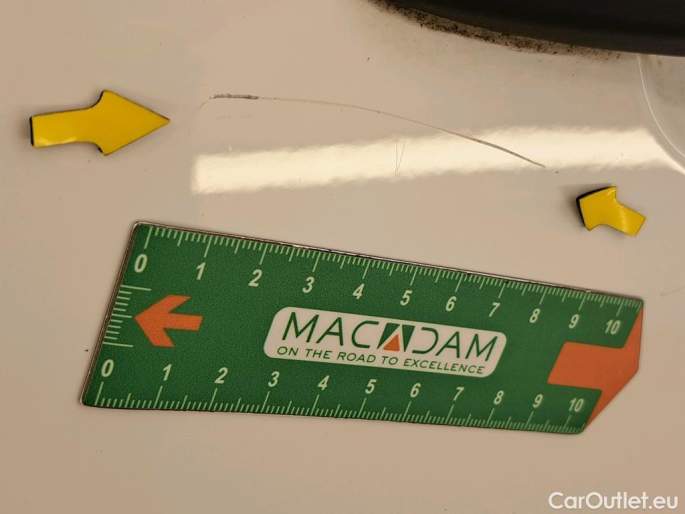 0 1 2 3 4 5 6 7 8 9 10
MACADAM
ON THE ROAD TO EXCELLENCE
0 1 2 3 4 5 6 7 8 9 10
CarOutlet.eu